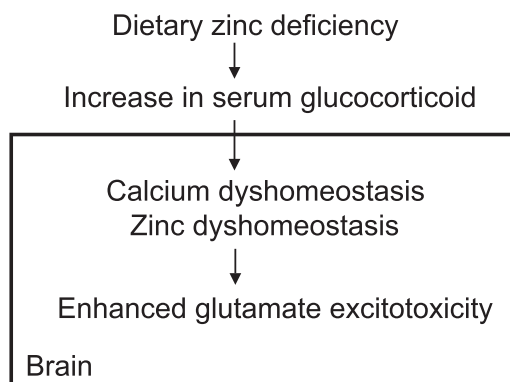 Dietary zinc deficiency
Increase in serum glucocorticoid
Calcium dyshomeostasis
Zinc dyshomeostasis
Enhanced glutamate excitotoxicity
Brain